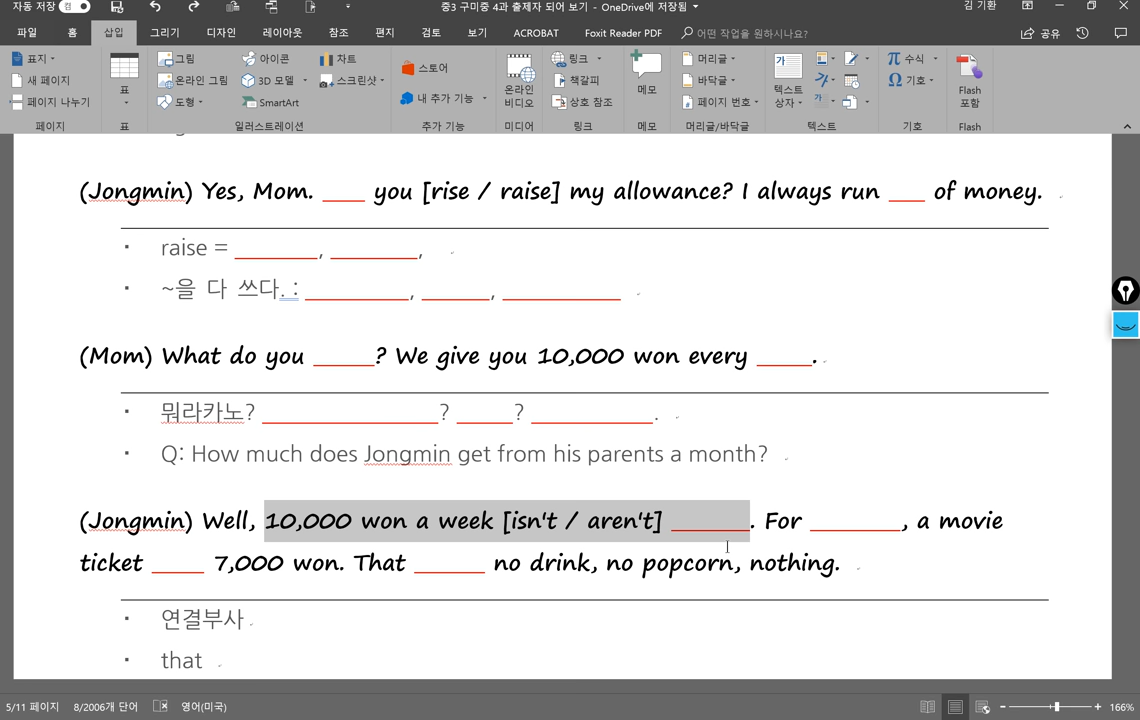 자동 저장 켬 중3 구미중 4과 출제자 되어 보기 - OneDrive에 저장됨 김 기환
파일 홈 삽입 그리기 디자인 레이아웃 참조 편지 검토 보기 ACROBAT Foxit Reader PDF 어떤 작업을 원하시나요? 공유
표지 그림 아이콘 차트 스토어 링크 머리글 수식
새 페이지 표 온라인 그림 3D 모델 스크린샷 온라인 비디오 책갈피 메모 바닥글 텍스트 상자 기호 Flash 포함
페이지 나누기 도형 SmartArt 내 추가 기능 상호 참조 페이지 번호
페이지 표 일러스트레이션 추가 기능 미디어 링크 메모 머리글/바닥글 텍스트 기호 Flash
(Jongmin) Yes, Mom. ____ you [rise / raise] my allowance? I always run ____ of money.
▪ raise = ________, ________,
▪ ~을 다 쓰다. : ________, ______, ________
(Mom) What do you ______? We give you 10,000 won every ______.
▪ 뭐라카노? ________________? _____? ___________.
▪ Q: How much does Jongmin get from his parents a month?
(Jongmin) Well, 10,000 won a week [isn't / aren't] ________. For ________, a movie
ticket _____ 7,000 won. That _______ no drink, no popcorn, nothing.
▪ 연결부사
▪ that
5/11 페이지 8/2006개 단어 영어(미국) 166%